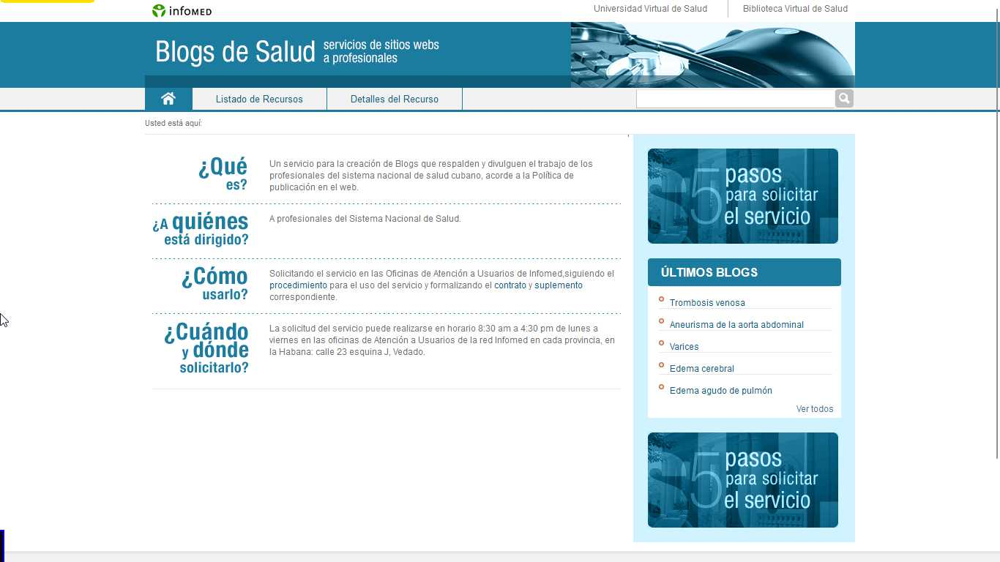 infOMED
Universidad Virtual de Salud
Biblioteca Virtual de Salud
Blogs de Salud
servicios de sitios webs
a profesionales
Listado de Recursos
Detalles del Recurso
Usted está aquí:
¿Qué
es?
Un servicio para la creación de Blogs que respalden y divulguen el trabajo de los
profesionales del sistema nacional de salud cubano, acorde a la Política de
publicación en el web.
¿A quiénes
está dirigido?
A profesionales del Sistema Nacional de Salud.
¿Cómo
usarlo?
Solicitando el servicio en las Oficinas de Atención a Usuarios de Infomed,siguiendo el
procedimiento para el uso del servicio y formalizando el contrato y suplemento
correspondiente.
¿Cuándo
y dónde
solicitarlo?
La solicitud del servicio puede realizarse en horario 8:30 am a 4:30 pm de lunes a
viernes en las oficinas de Atención a Usuarios de la red Infomed en cada provincia, en
la Habana: calle 23 esquina J, Vedado.
5 pasos
para solicitar
el servicio
ÚLTIMOS BLOGS
Trombosis venosa
Aneurisma de la aorta abdominal
Varices
Edema cerebral
Edema agudo de pulmón
Ver todos
5 pasos
para solicitar
el servicio